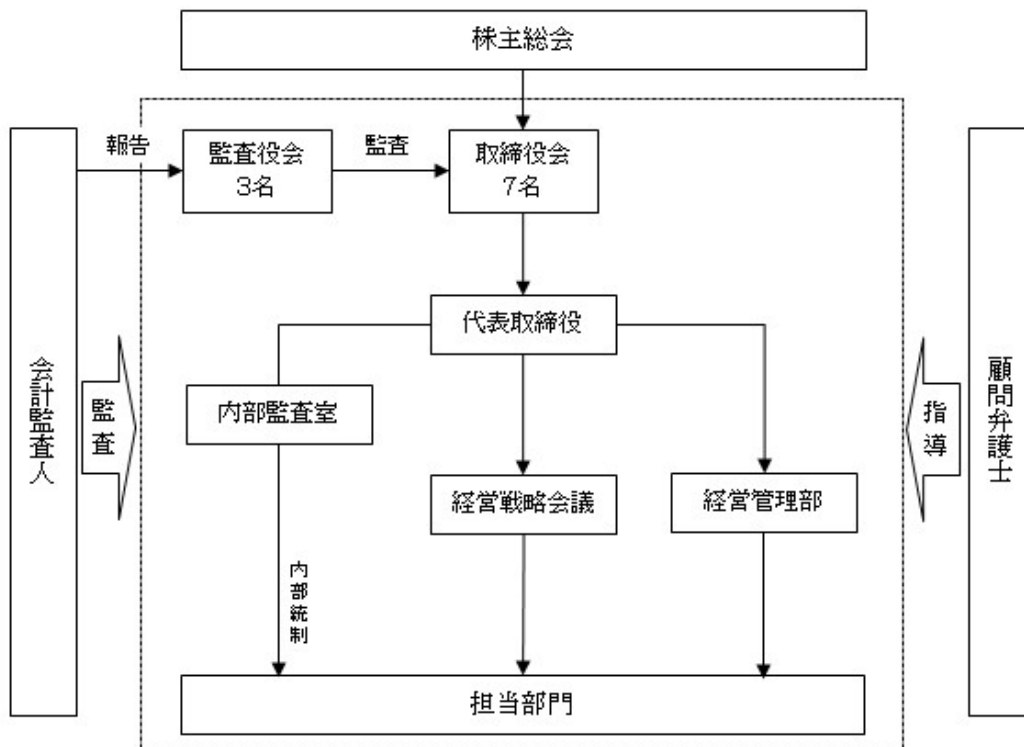 株主総会
報告
監査役会
3名
監査
取締役会
7名
代表取締役
会計監査人
監査
内部監査室
指導
顧問弁護士
経営戦略会議
経営管理部
内部統制
担当部門